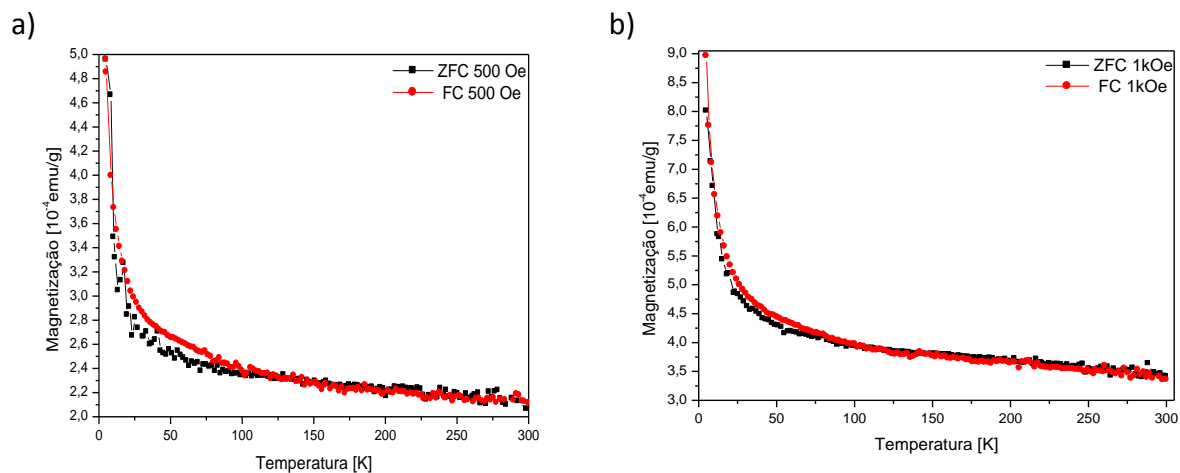 a)
5,0
4,8
4,6
4,4
4,2
4,0
3,8
3,6
3,4
3,2
3,0
2,8
2,6
2,4
2,2
2,0
Magnetização [10⁻⁴emu/g]
ZFC 500 Oe
FC 500 Oe
0 50 100 150 200 250 300
Temperatura [K]
b)
9,0
8,5
8,0
7,5
7,0
6,5
6,0
5,5
5,0
4,5
4,0
3,5
3,0
Magnetização [10⁻⁴emu/g]
ZFC 1kOe
FC 1kOe
0 50 100 150 200 250 300
Temperatura [K]